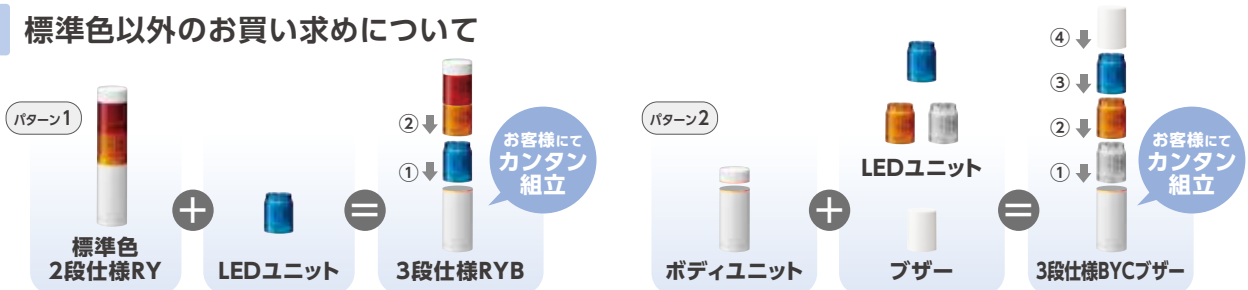 標準色以外のお買い求めについて
パターン1
標準色
2段仕様RY
+
LEDユニット
=
②
①
3段仕様RYB
お客様にて
カンタン
組立
パターン2
ボディユニット
+
LEDユニット
ブザー
=
④
③
②
①
3段仕様BYCブザー
お客様にて
カンタン
組立